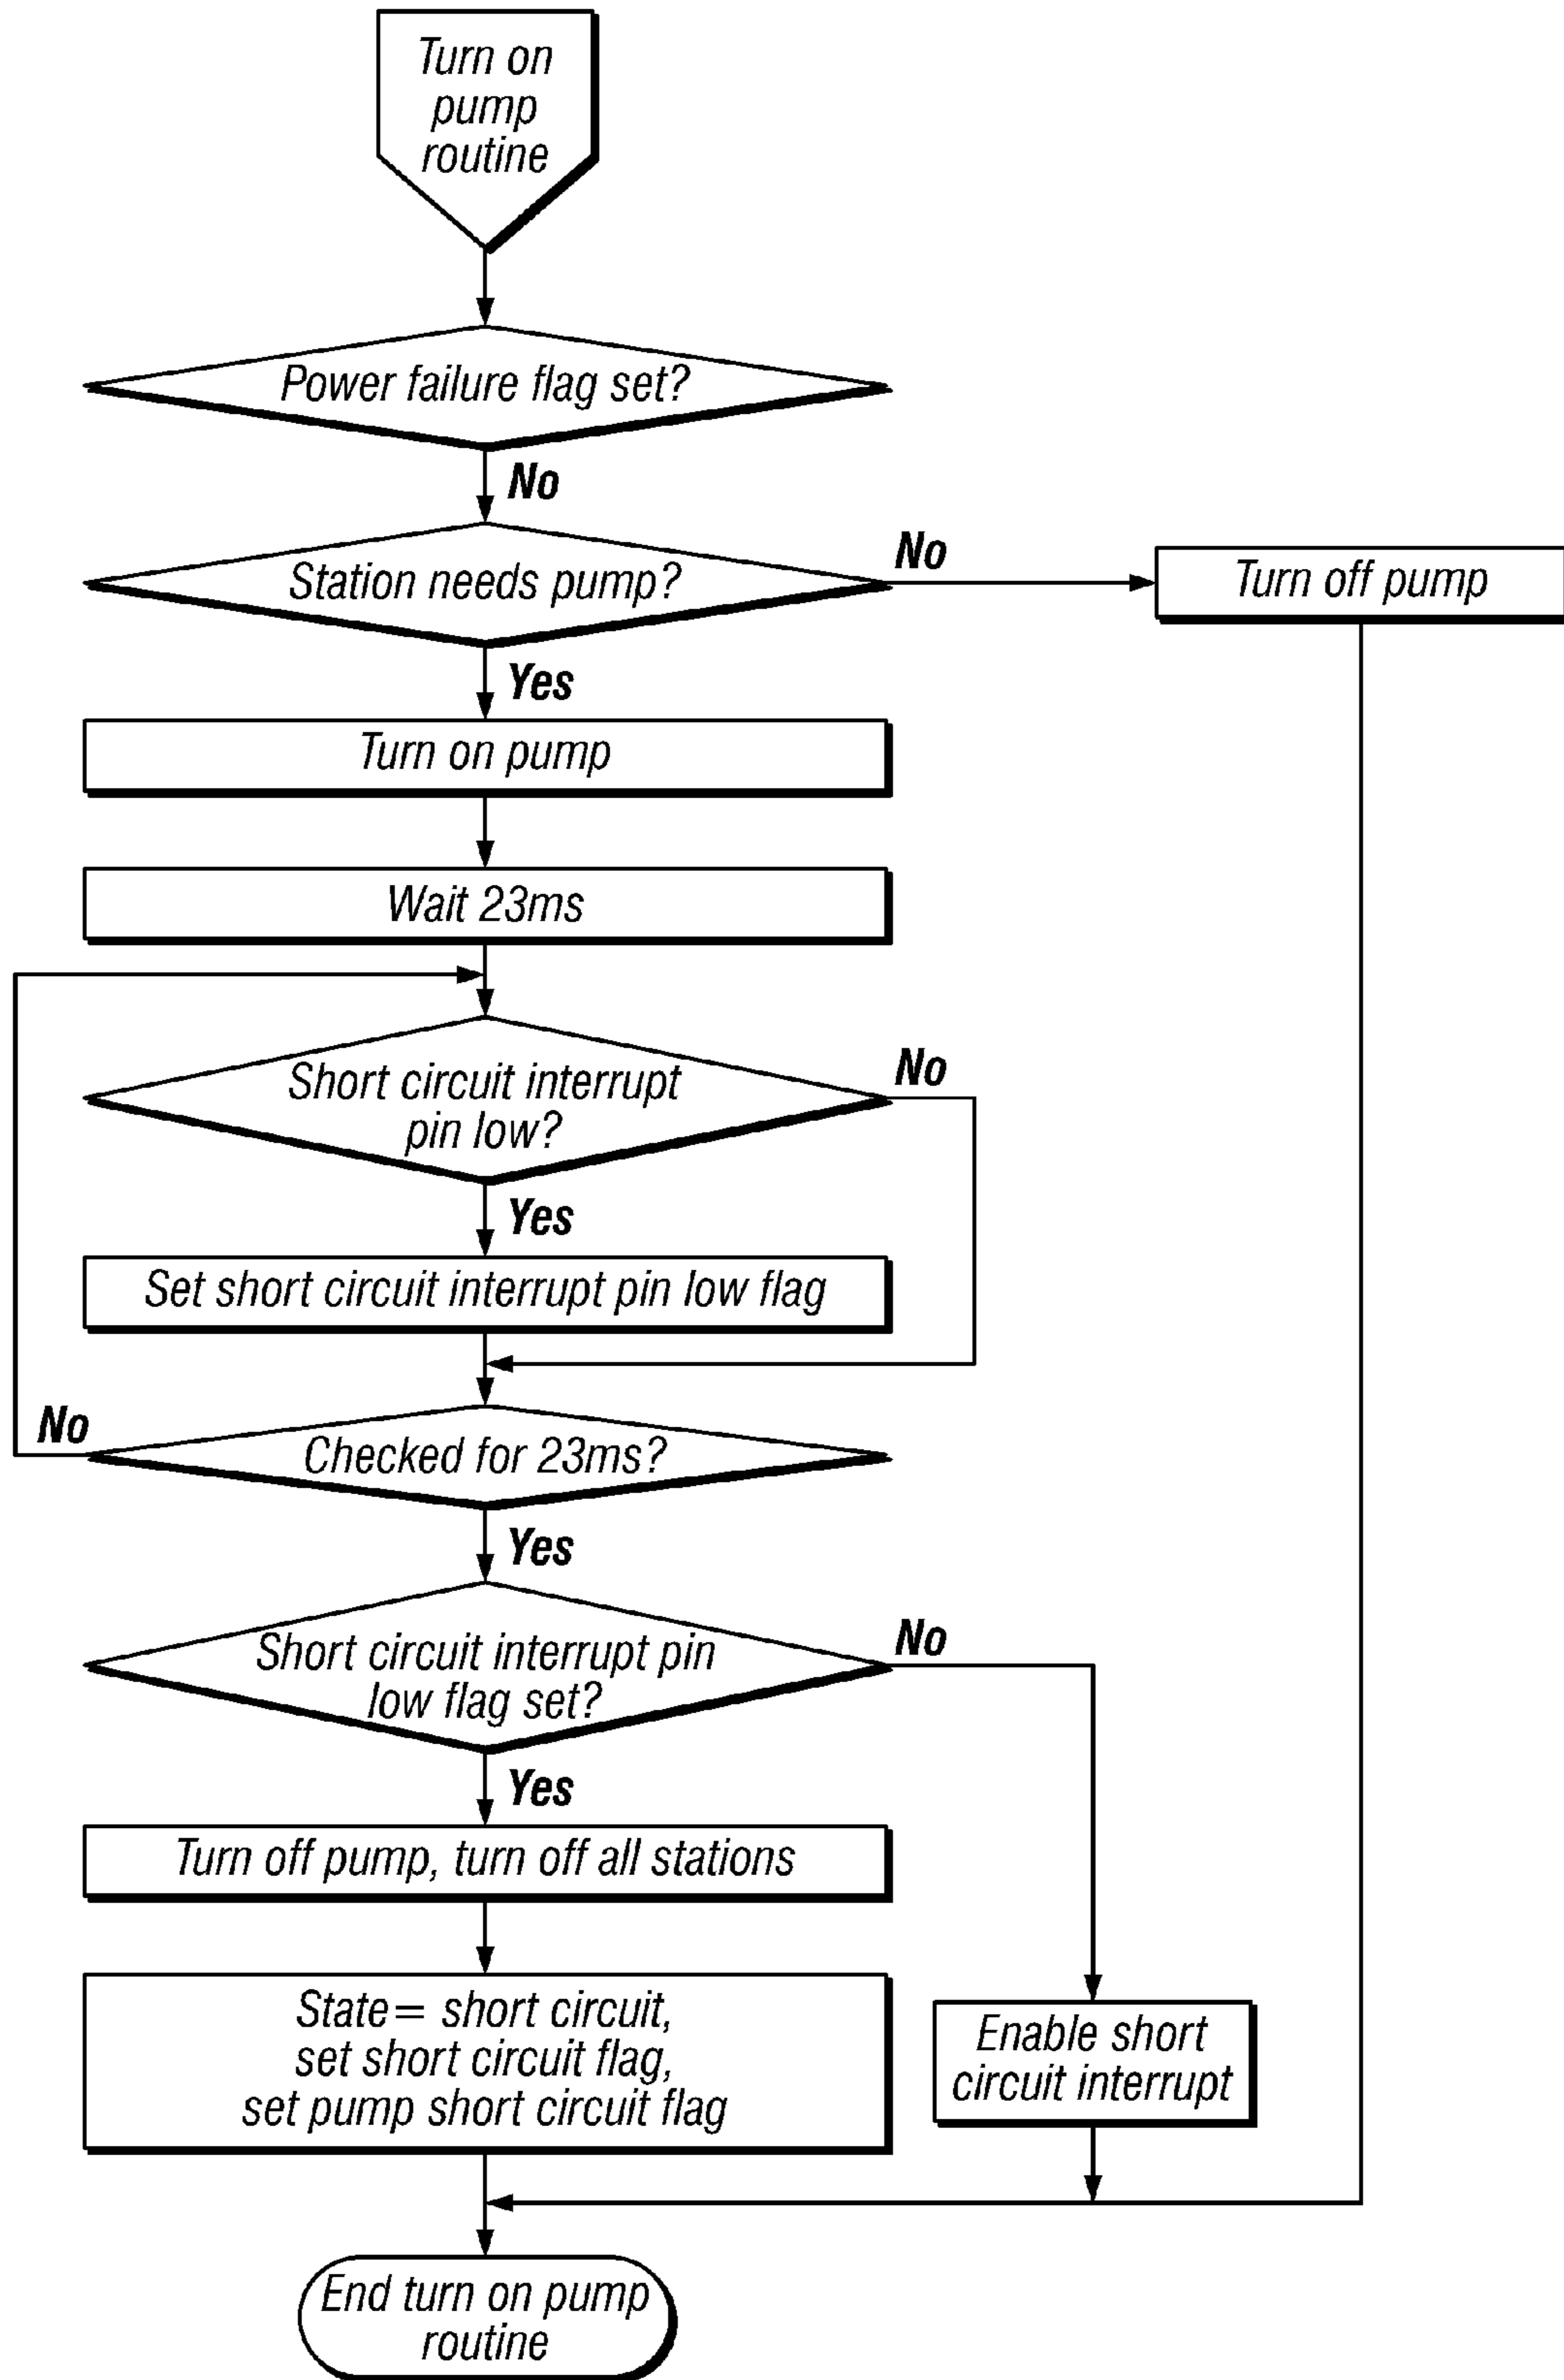 Turn on
pump
routine
Power failure flag set?
No
Station needs pump?
No
Turn off pump
Yes
Turn on pump
Wait 23ms
Short circuit interrupt
pin low?
No
Yes
Set short circuit interrupt pin low flag
No
Checked for 23ms?
Yes
Short circuit interrupt pin
low flag set?
No
Yes
Turn off pump, turn off all stations
State= short circuit,
set short circuit flag,
set pump short circuit flag
Enable short
circuit interrupt
End turn on pump
routine